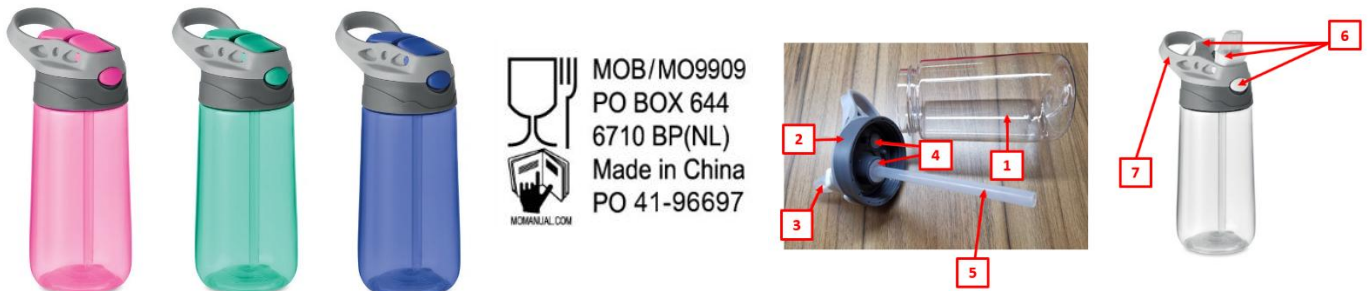 MOB/MO9909
PO BOX 644
6710 BP(NL)
Made in China
PO 41-96697
MOMANUAL.COM
1
2
3
4
5
6
7